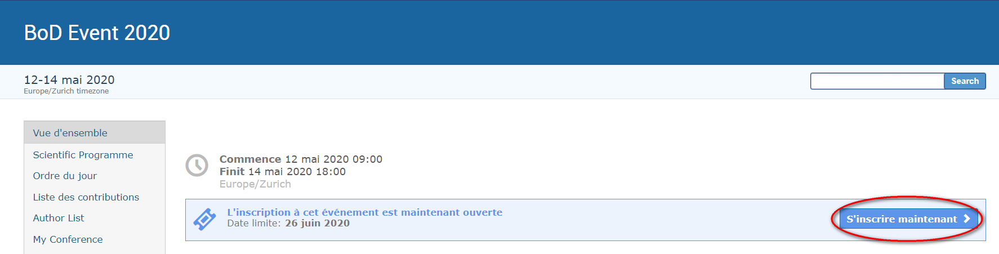 BoD Event 2020
12-14 mai 2020
Europe/Zurich timezone
Search
Vue d'ensemble
Scientific Programme
Ordre du jour
Liste des contributions
Author List
My Conference
Commence 12 mai 2020 09:00
Finit 14 mai 2020 18:00
Europe/Zurich
L'inscription à cet événement est maintenant ouverte
Date limite: 26 juin 2020
S'inscrire maintenant